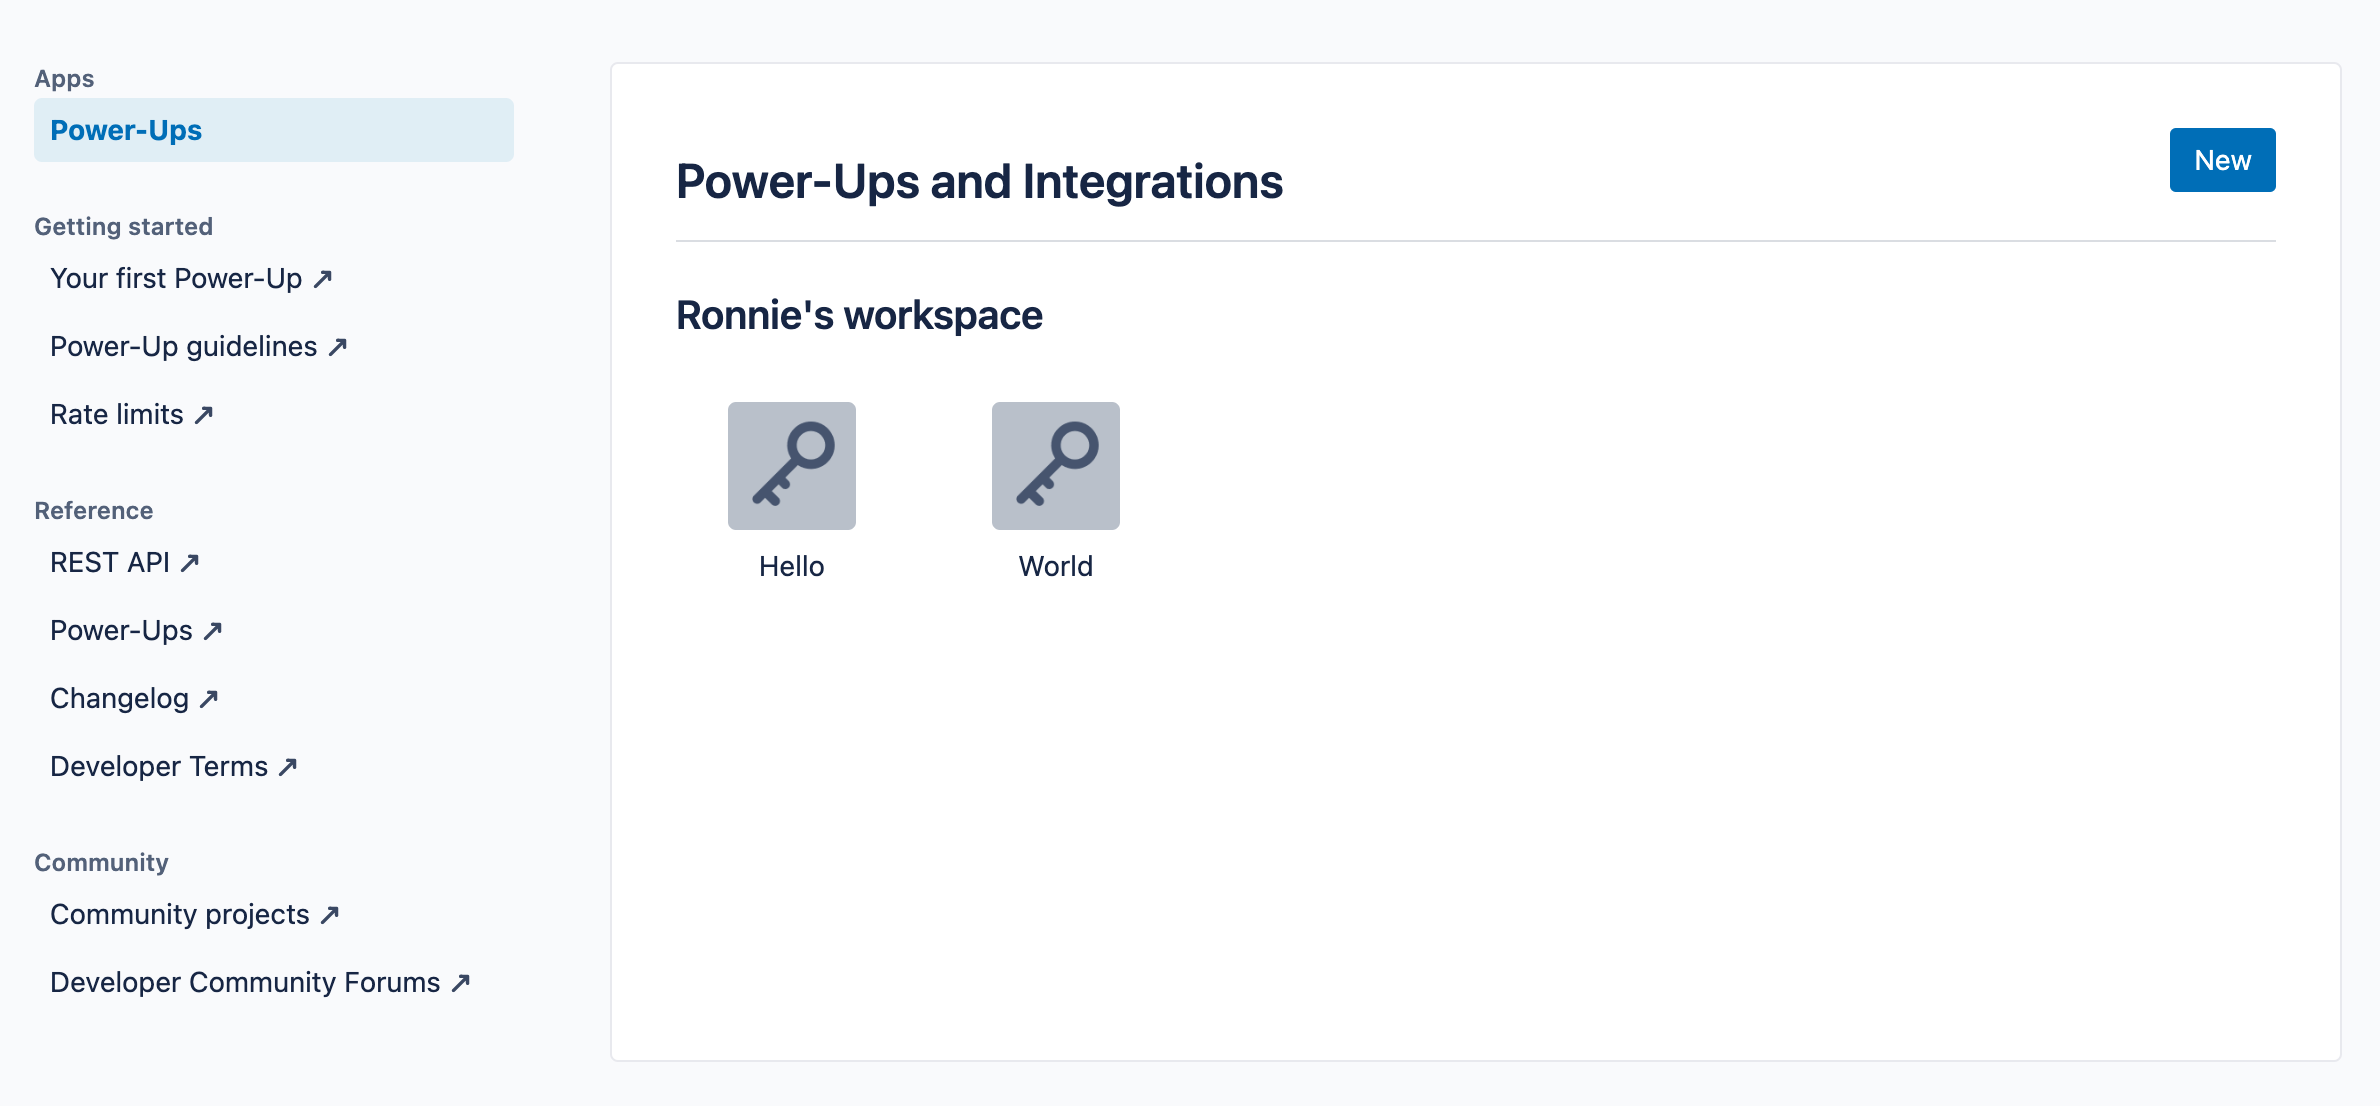 Apps
Power-Ups
Getting started
Your first Power-Up ↗
Power-Up guidelines ↗
Rate limits ↗
Reference
REST API ↗
Power-Ups ↗
Changelog ↗
Developer Terms ↗
Community
Community projects ↗
Developer Community Forums ↗
Power-Ups and Integrations
New
Ronnie's workspace
Hello
World